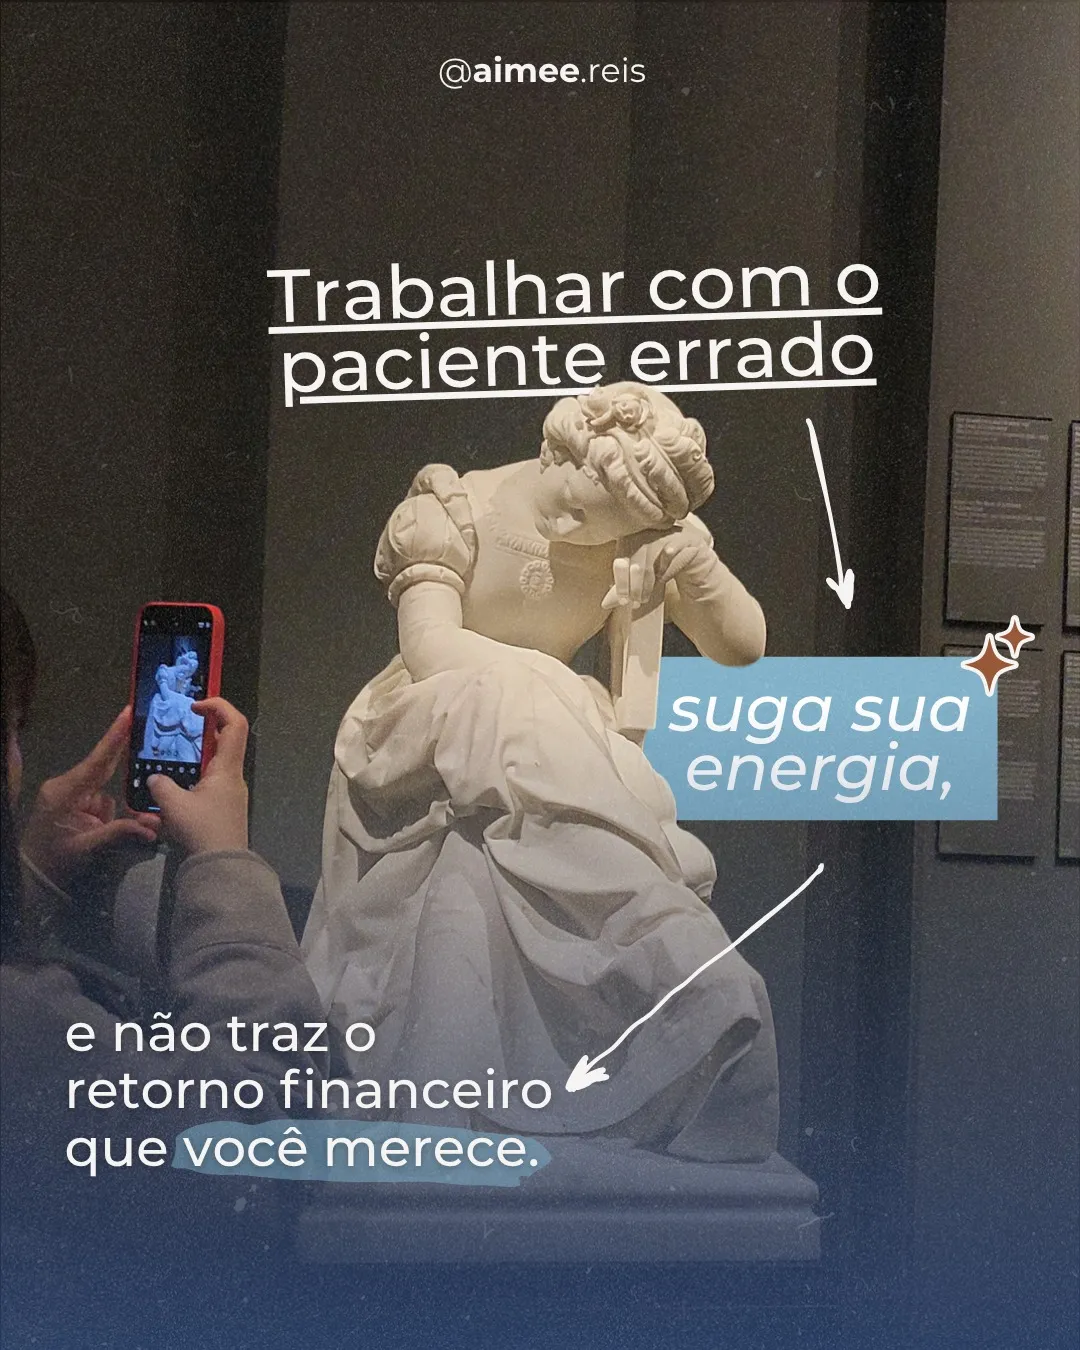 @aimee.reis
Trabalhar com o
paciente errado
suga sua
energia,
e não traz o
retorno financeiro
que você merece.